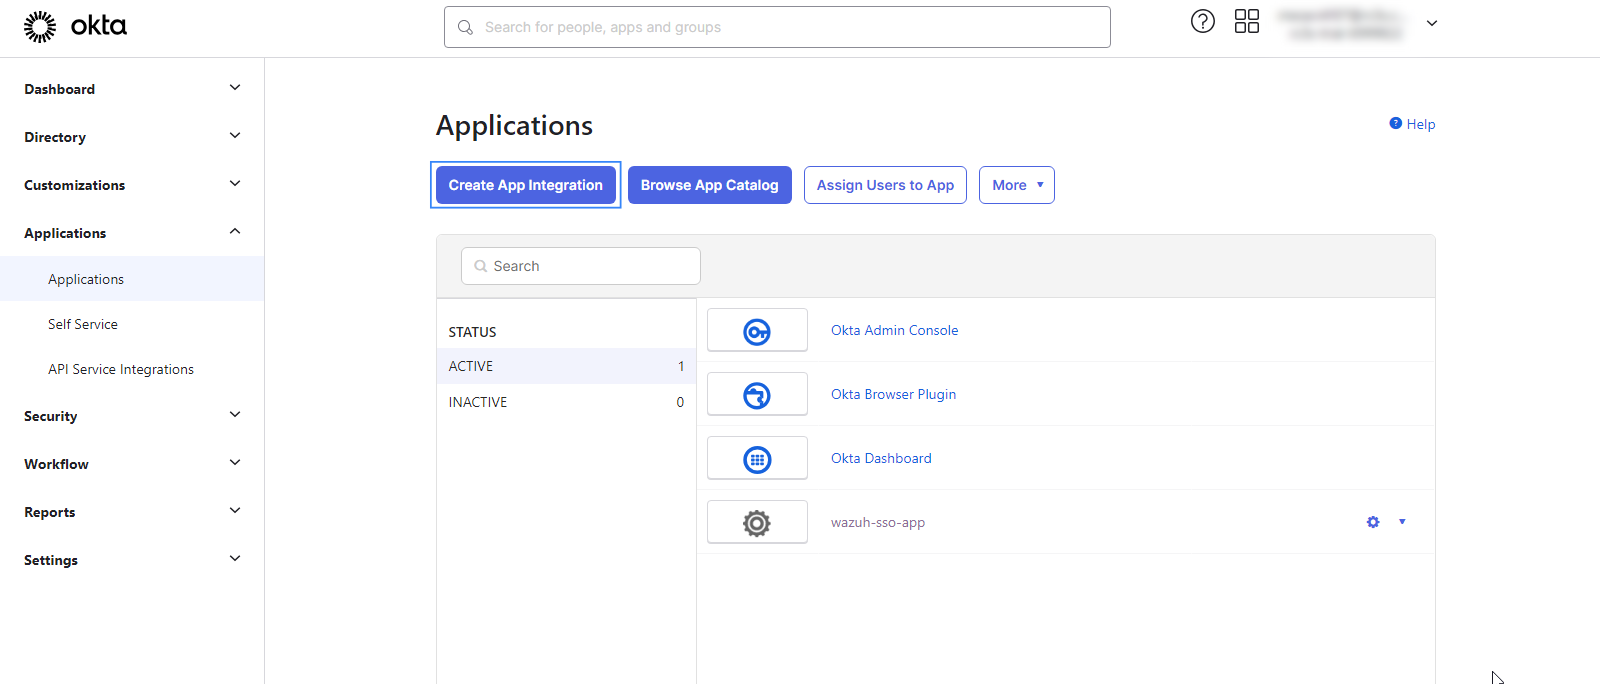 okta
Search for people, apps and groups
Dashboard
Directory
Customizations
Applications
Applications
Self Service
API Service Integrations
Security
Workflow
Reports
Settings
Applications
Help
Create App Integration
Browse App Catalog
Assign Users to App
More
Search
STATUS
ACTIVE 1
INACTIVE 0
Okta Admin Console
Okta Browser Plugin
Okta Dashboard
wazuh-sso-app